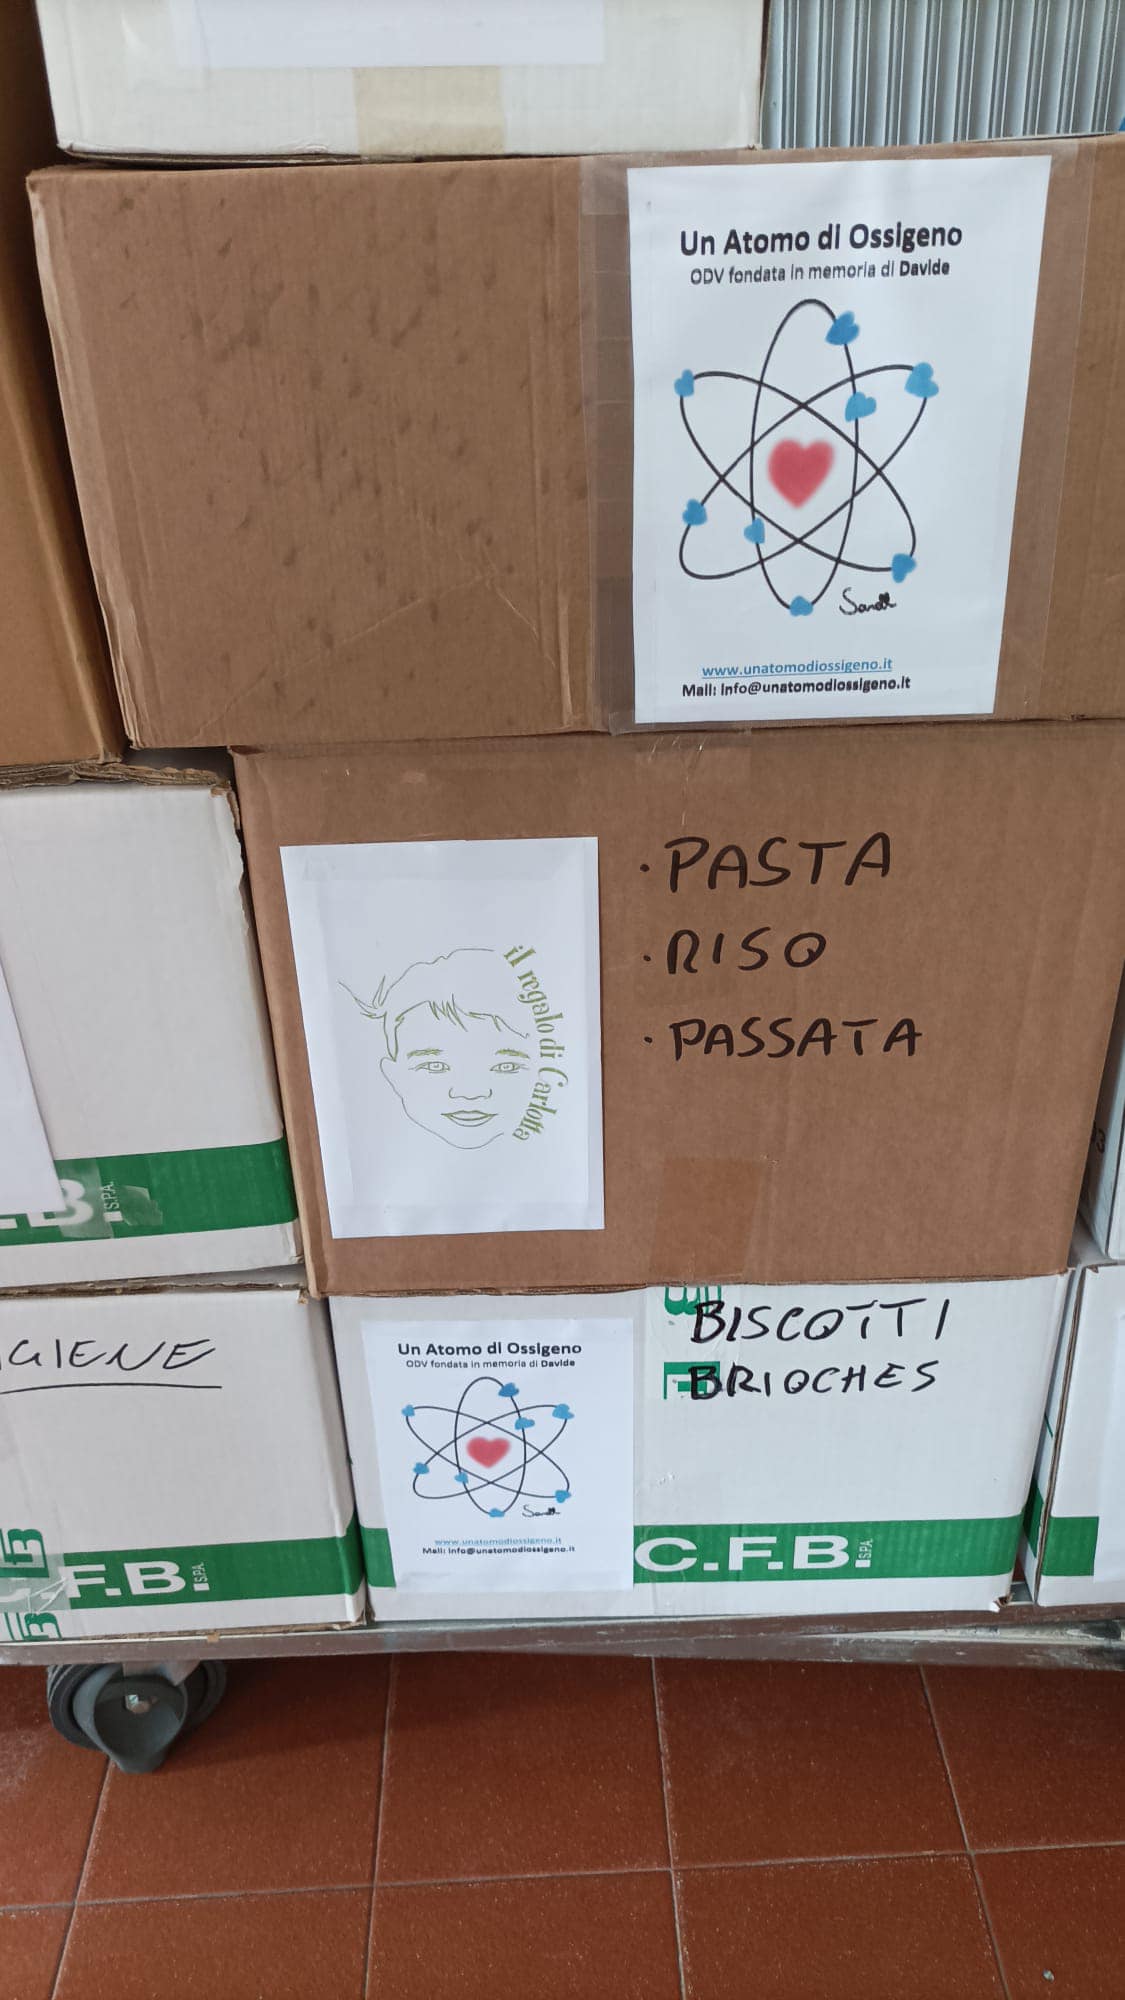 Un Atomo di Ossigeno
ODV fondata in memoria di Davide
www.unatomodiossigeno.it
Mail: info@unatomodiossigeno.it
il regalo di Carlotta
· PASTA
· RISO
· PASSATA
.B. S.P.A.
GIENE
F.B. S.P.A.
Un Atomo di Ossigeno
ODV fondata in memoria di Davide
www.unatomodiossigeno.it
Mail: info@unatomodiossigeno.it
BISCOTTI
BRIOCHES
C.F.B. S.P.A.